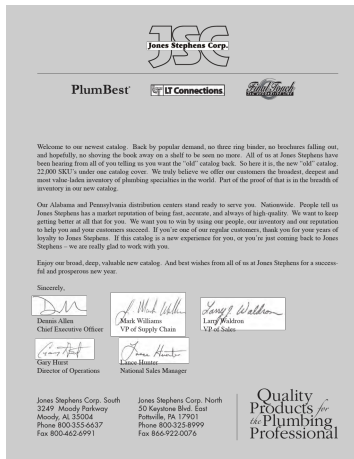 JSC
Jones Stephens Corp.
PlumBest®
LT Connections
Final Touch
Welcome to our newest catalog. Back by popular demand, no three ring binder, no brochures falling out,
and hopefully, no shoving the book away on a shelf to be seen no more. All of us at Jones Stephens have
been hearing from all of you telling us you want the "old" catalog back. So here it is, the new "old" catalog.
22,000 SKU's under one catalog cover. We truly believe we offer our customers the broadest, deepest and
most value-laden inventory of plumbing specialties in the world. Part of the proof of that is in the breadth of
inventory in our new catalog.
Our Alabama and Pennsylvania distribution centers stand ready to serve you. Nationwide. People tell us
Jones Stephens has a market reputation of being fast, accurate, and always of high-quality. We want to keep
getting better at all that for you. We want you to win by using our people, our inventory and our reputation
to help you and your customers succeed. If you're one of our regular customers, thank you for your years of
loyalty to Jones Stephens. If this catalog is a new experience for you, or you're just coming back to Jones
Stephens – we are really glad to work with you.
Enjoy our broad, deep, valuable new catalog. And best wishes from all of us at Jones Stephens for a success-
ful and prosperous new year.
Sincerely,
D. Mark Williams Larry J Waldron
Dennis Allen Mark Williams Larry Waldron
Chief Executive Officer VP of Supply Chain VP of Sales
Gary Hurst Lance Hunter
Gary Hurst Lance Hunter
Director of Operations National Sales Manager
Jones Stephens Corp. South
3249 Moody Parkway
Moody, AL 35004
Phone 800-355-6637
Fax 800-462-6991
Jones Stephens Corp. North
50 Keystone Blvd. East
Pottsville, PA 17901
Phone 800-325-8999
Fax 866-922-0076
Quality
Products for
the Plumbing
Professional